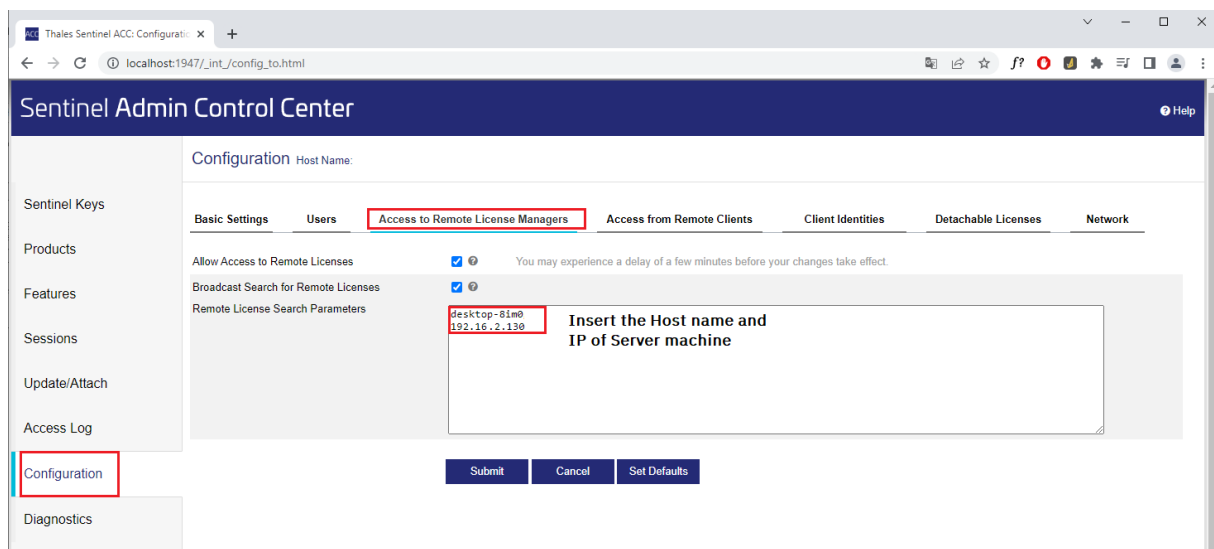 ACC Thales Sentinel ACC: Configuratic
localhost:1947/_int_/config_to.html
f?
Sentinel Admin Control Center
Help
Configuration Host Name:
Sentinel Keys
Products
Features
Sessions
Update/Attach
Access Log
Configuration
Diagnostics
Basic Settings Users Access to Remote License Managers Access from Remote Clients Client Identities Detachable Licenses Network
Allow Access to Remote Licenses You may experience a delay of a few minutes before your changes take effect.
Broadcast Search for Remote Licenses
Remote License Search Parameters
desktop-8im0
192.16.2.130
Insert the Host name and
IP of Server machine
Submit Cancel Set Defaults